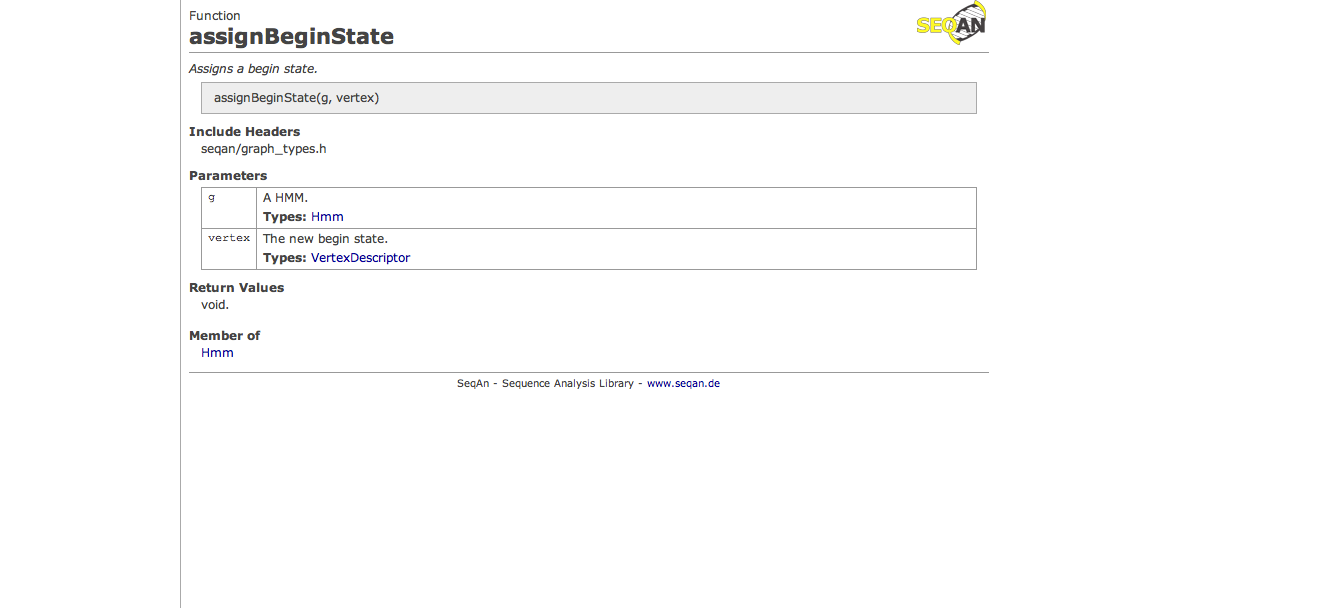 Function
SEQAN
assignBeginState
Assigns a begin state.
assignBeginState(g, vertex)
Include Headers
seqan/graph_types.h
Parameters
g A HMM.
Types: Hmm
vertex The new begin state.
Types: VertexDescriptor
Return Values
void.
Member of
Hmm
SeqAn - Sequence Analysis Library - www.seqan.de